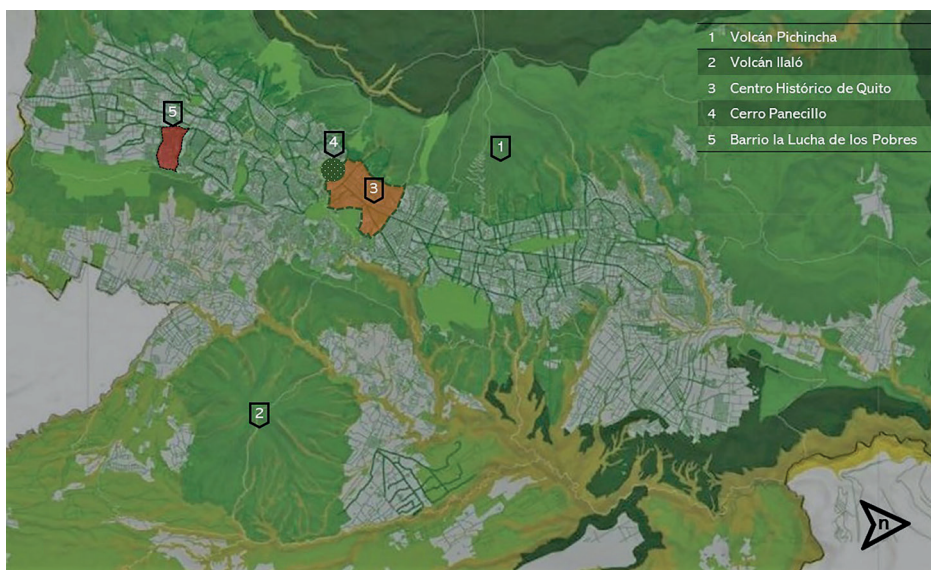 1 Volcán Pichincha
2 Volcán Ilaló
3 Centro Histórico de Quito
4 Cerro Panecillo
5 Barrio la Lucha de los Pobres
5
4
1
3
2
n